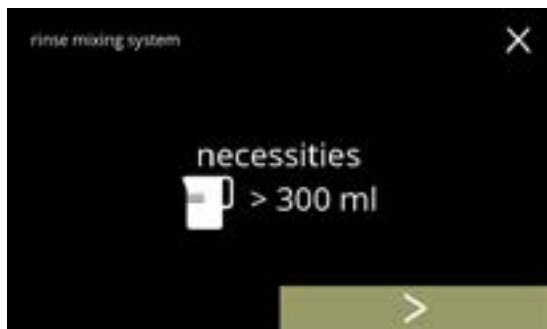 rinse mixing system
necessities
> 300 ml
>